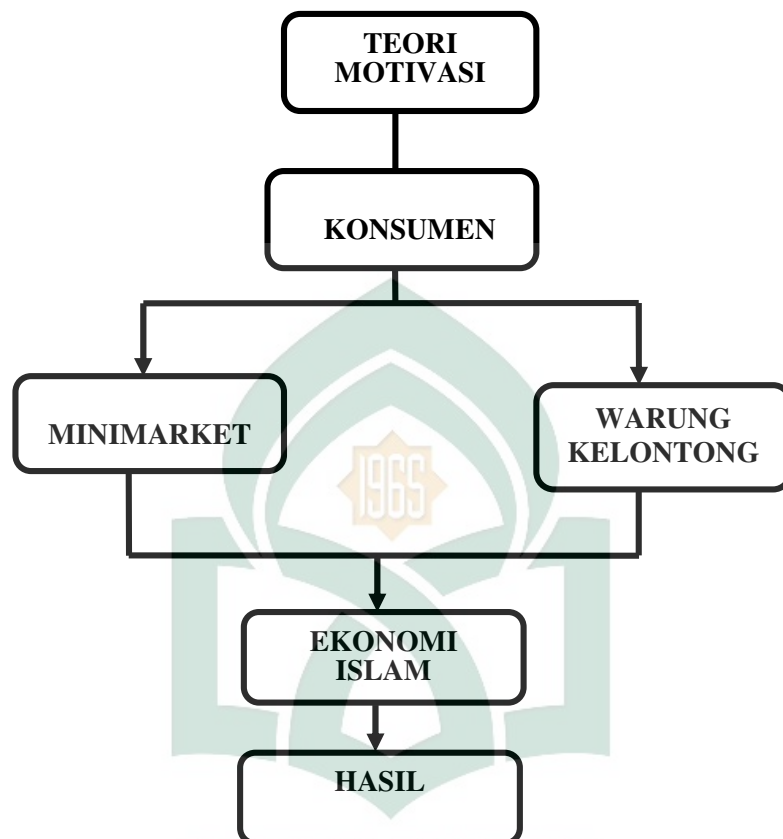 TEORI
MOTIVASI
KONSUMEN
MINIMARKET
WARUNG
KELONTONG
1965
EKONOMI
ISLAM
HASIL